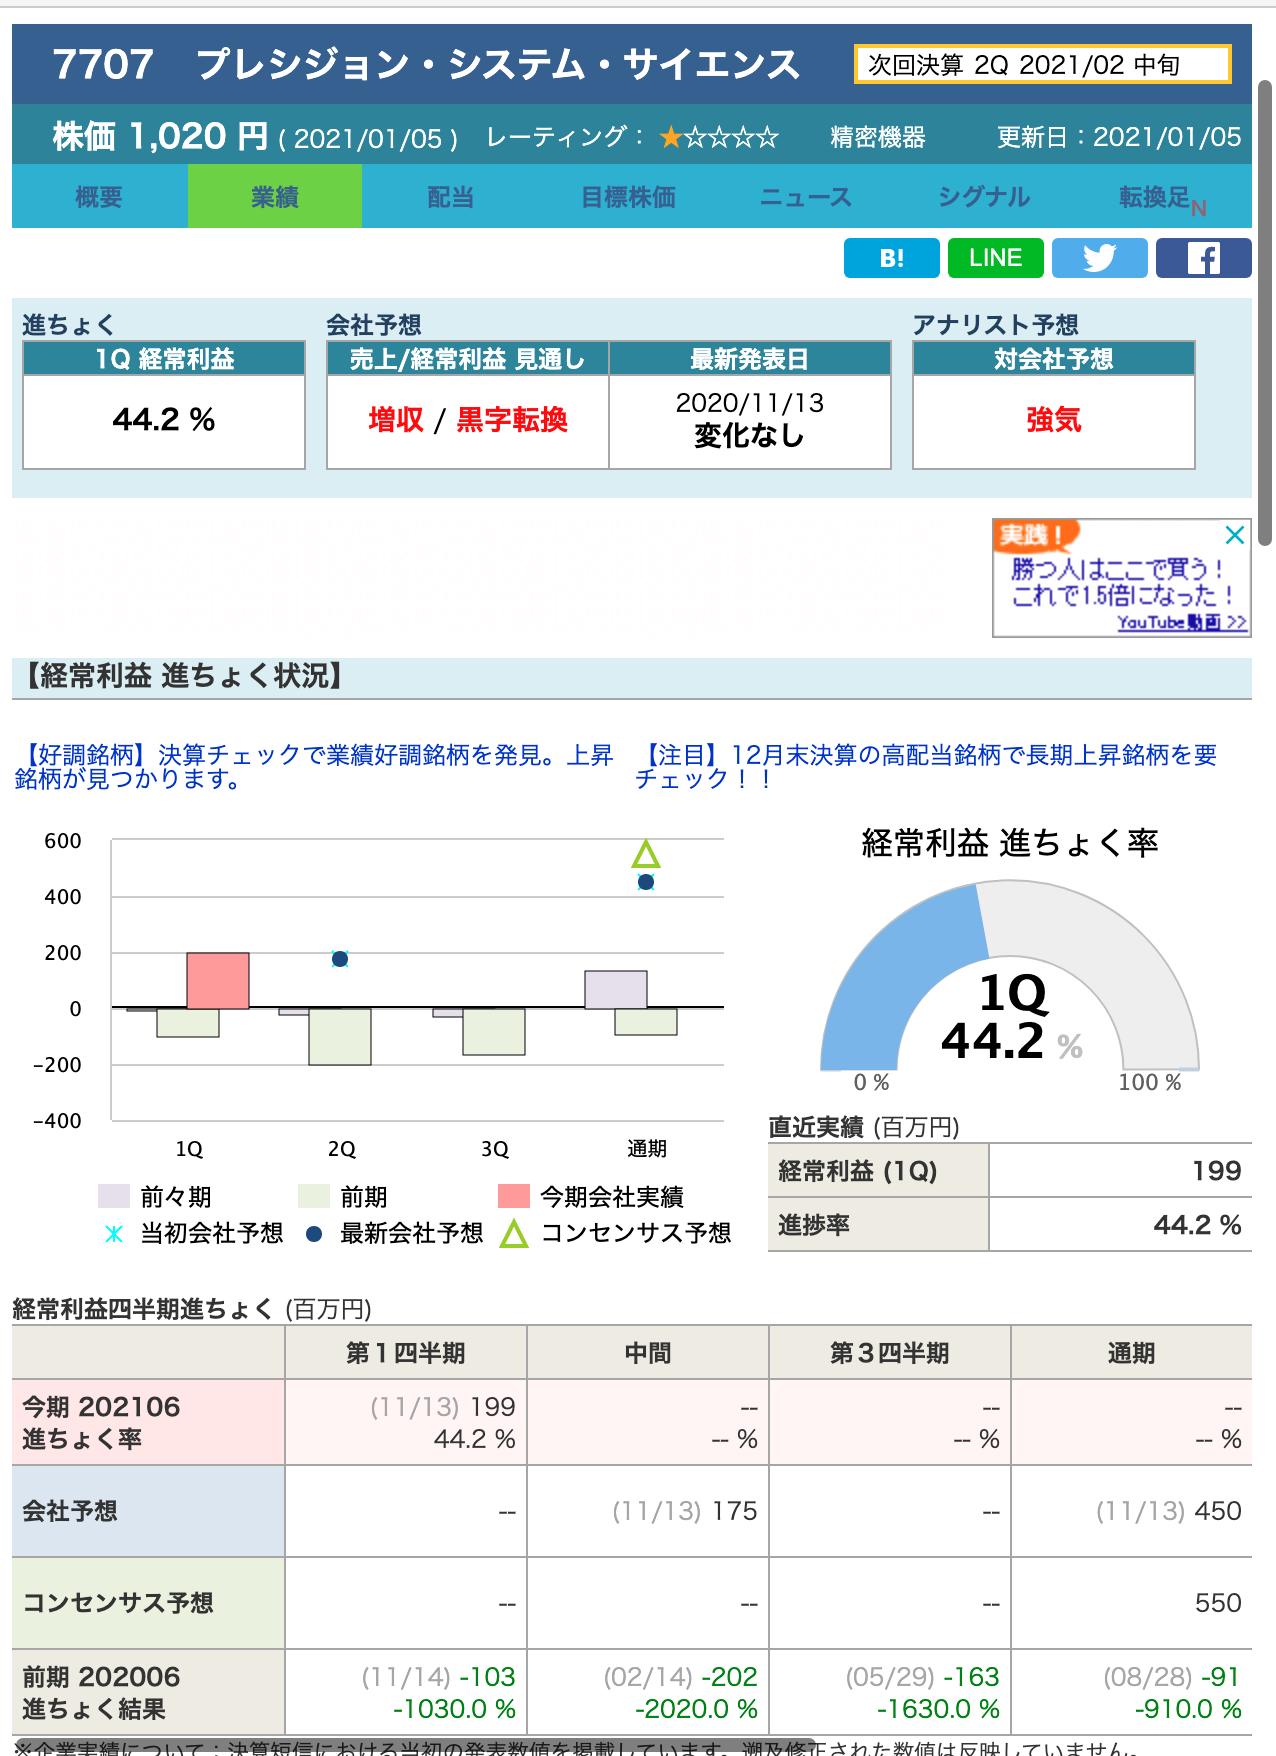 7707　プレシジョン・システム・サイエンス
次回決算 2Q 2021/02 中旬
株価 1,020 円 ( 2021/01/05 ) レーティング： ★☆☆☆☆ 精密機器 更新日：2021/01/05
概要 業績 配当 目標株価 ニュース シグナル 転換足N
B! LINE
進ちょく 会社予想 アナリスト予想
1Q 経常利益 売上/経常利益 見通し 最新発表日 対会社予想
44.2 % 増収 / 黒字転換 2020/11/13 強気
変化なし
実践！
勝つ人はここで買う！
これで1.5倍になった！
YouTube動画 >>
【経常利益 進ちょく状況】
【好調銘柄】決算チェックで業績好調銘柄を発見。上昇
銘柄が見つかります。
【注目】12月末決算の高配当銘柄で長期上昇銘柄を要
チェック！！
600
400
200
0
-200
-400
1Q 2Q 3Q 通期
前々期 前期 今期会社実績
当初会社予想 最新会社予想 コンセンサス予想
経常利益 進ちょく率
1Q
44.2 %
0 % 100 %
直近実績 (百万円)
経常利益 (1Q) 199
進捗率 44.2 %
経常利益四半期進ちょく (百万円)
第１四半期 中間 第３四半期 通期
今期 202106 (11/13) 199 -- -- --
進ちょく率 44.2 % -- % -- % -- %
会社予想 -- (11/13) 175 -- (11/13) 450
コンセンサス予想 -- -- -- 550
前期 202006 (11/14) -103 (02/14) -202 (05/29) -163 (08/28) -91
進ちょく結果 -1030.0 % -2020.0 % -1630.0 % -910.0 %
※企業実績について：決算短信における当初の発表数値を掲載しています。遡及修正された数値は反映していません。